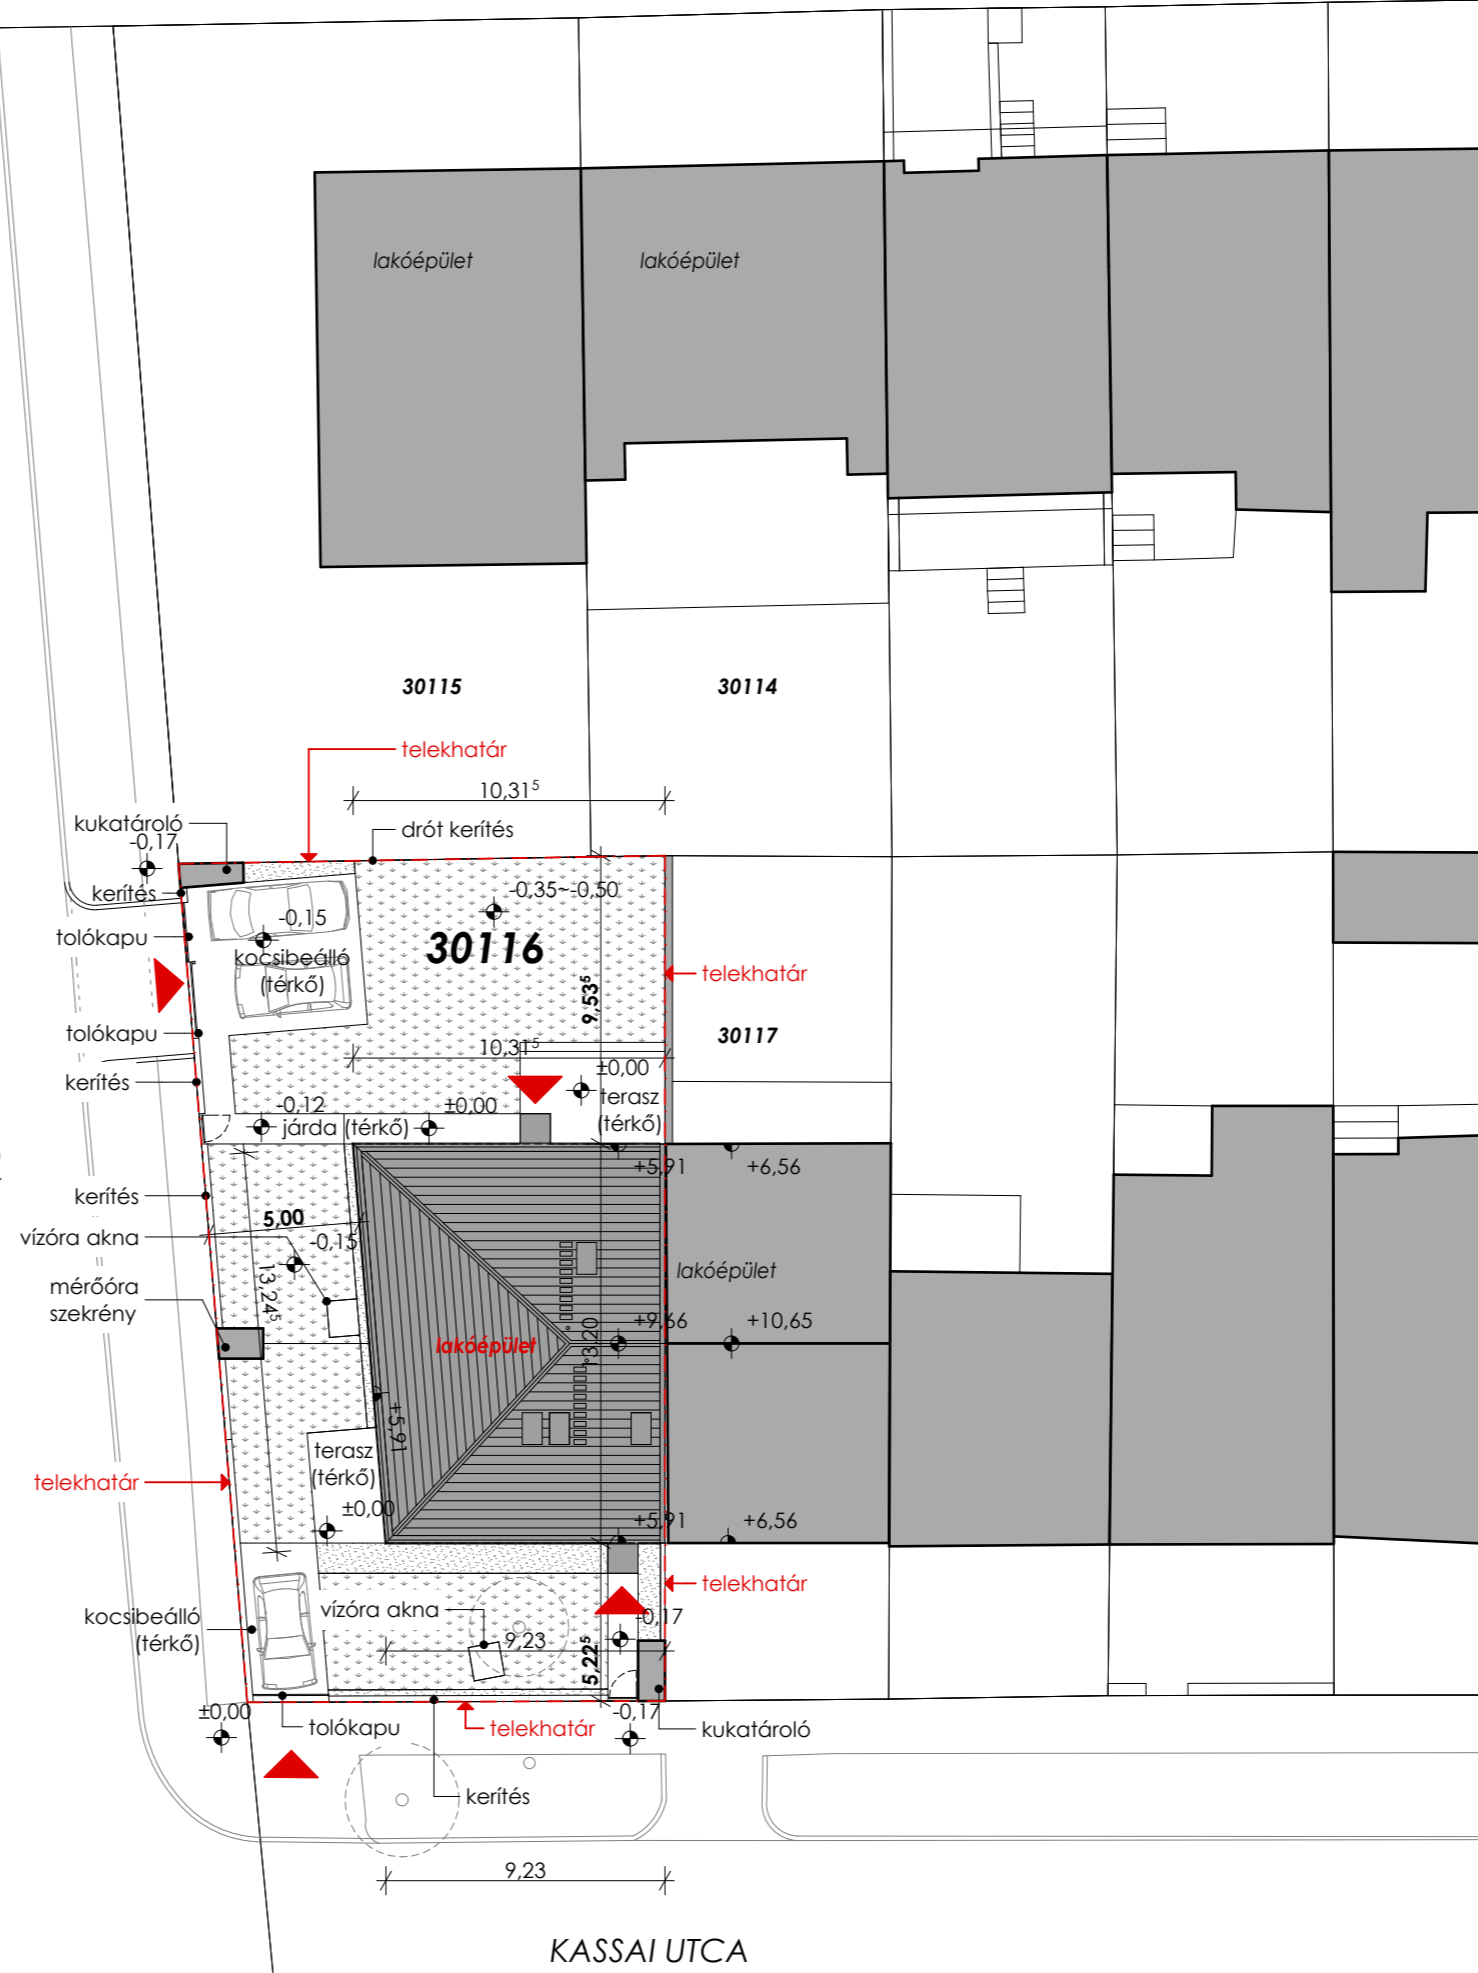 lakóépület
lakóépület
30115
30114
telekhatár
10,31⁵
kukatároló
drót kerítés
-0,17
kerítés
-0,35~-0,50
-0,15
tolókapu
30116
kocsibeálló
(térkő)
telekhatár
9,53⁵
tolókapu
30117
10,31⁵
±0,00
kerítés
terasz
(térkő)
-0,12
±0,00
járda (térkő)
+5,91
+6,56
kerítés
5,00
vízóra akna
-0,15
13,24⁵
mérőóra
szekrény
lakóépület
+9,66
+10,65
lakóépület
13,20
+5,91
terasz
(térkő)
telekhatár
±0,00
+5,91
+6,56
telekhatár
kocsibeálló
(térkő)
vízóra akna
-0,17
9,23
5,22⁵
±0,00
-0,17
tolókapu
telekhatár
kukatároló
kerítés
9,23
KASSAI UTCA